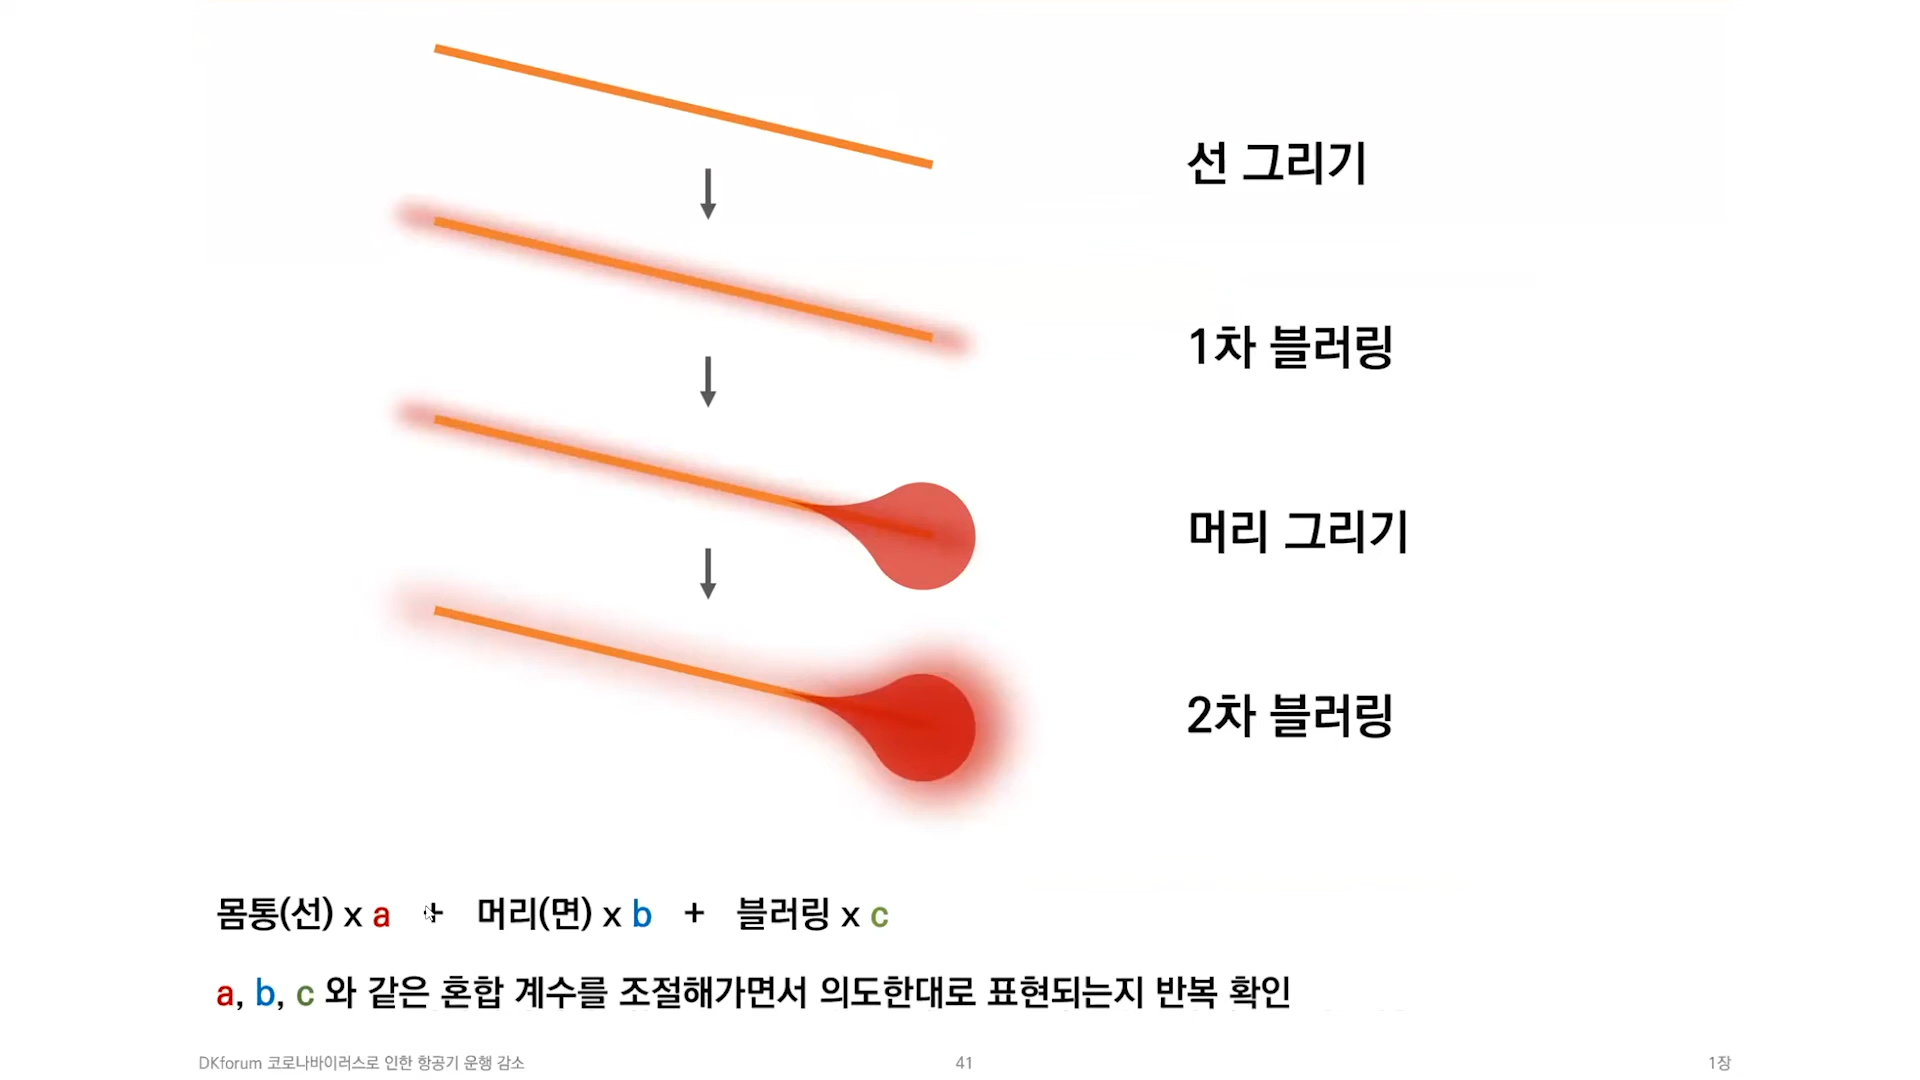 선 그리기
1차 블러링
머리 그리기
2차 블러링
몸통(선) x a + 머리(면) x b + 블러링 x c
a, b, c 와 같은 혼합 계수를 조절해가면서 의도한대로 표현되는지 반복 확인
DKforum 코로나바이러스로 인한 항공기 운행 감소 41 1장